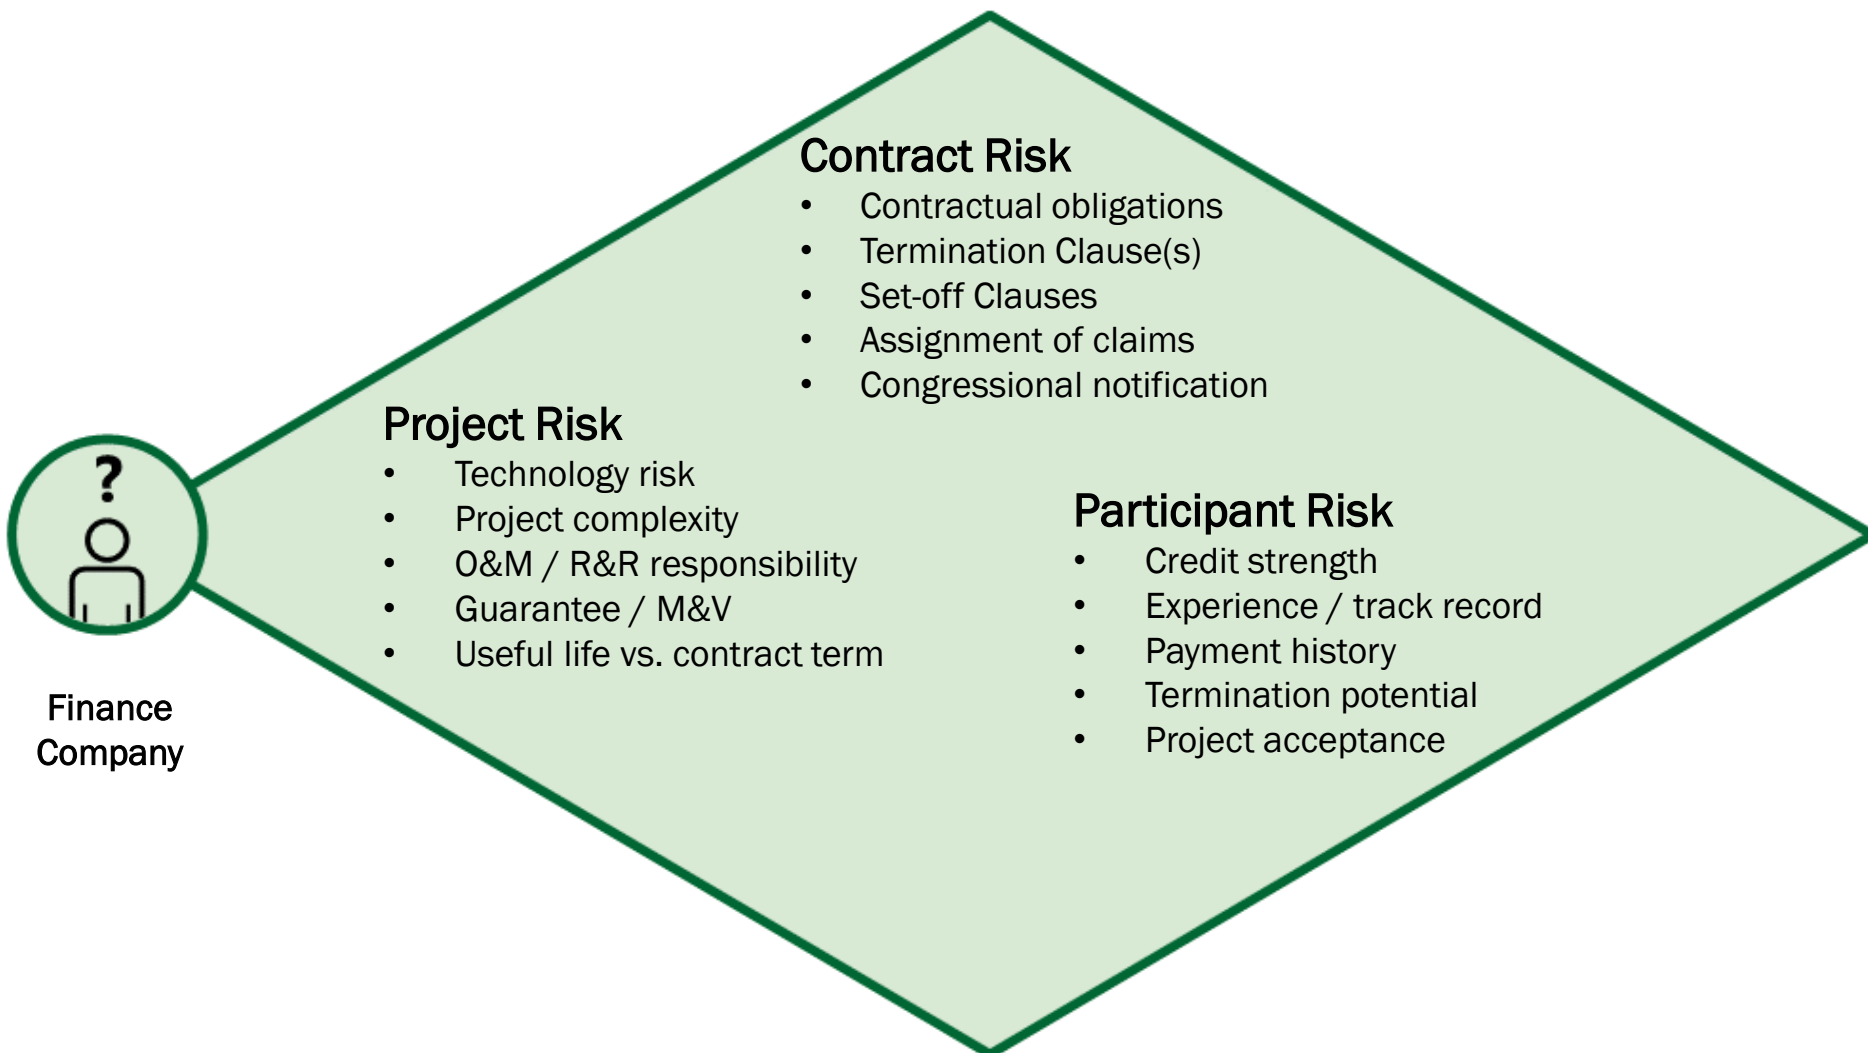 Contract Risk
• Contractual obligations
• Termination Clause(s)
• Set-off Clauses
• Assignment of claims
• Congressional notification
Project Risk
• Technology risk
• Project complexity
• O&M / R&R responsibility
• Guarantee / M&V
• Useful life vs. contract term
Participant Risk
• Credit strength
• Experience / track record
• Payment history
• Termination potential
• Project acceptance
?
Finance
Company